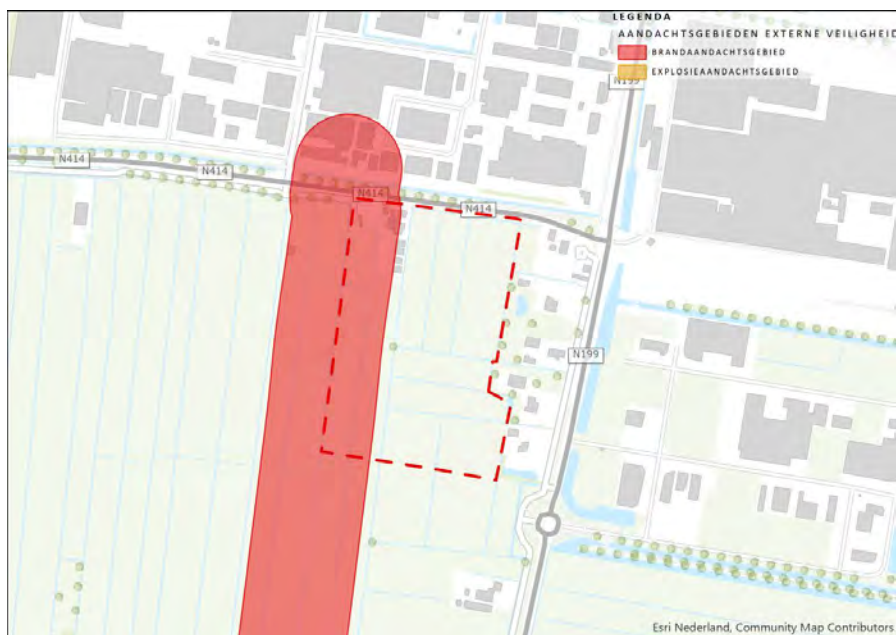 LEGENDA
AANDACHTSGEBIEDEN EXTERNE VEILIGHEID
BRANDAANDACHTSGEBIED
EXPLOSIEAANDACHTSGEBIED
N199
N414
N414
N414
N414
N199
Esri Nederland, Community Map Contributors